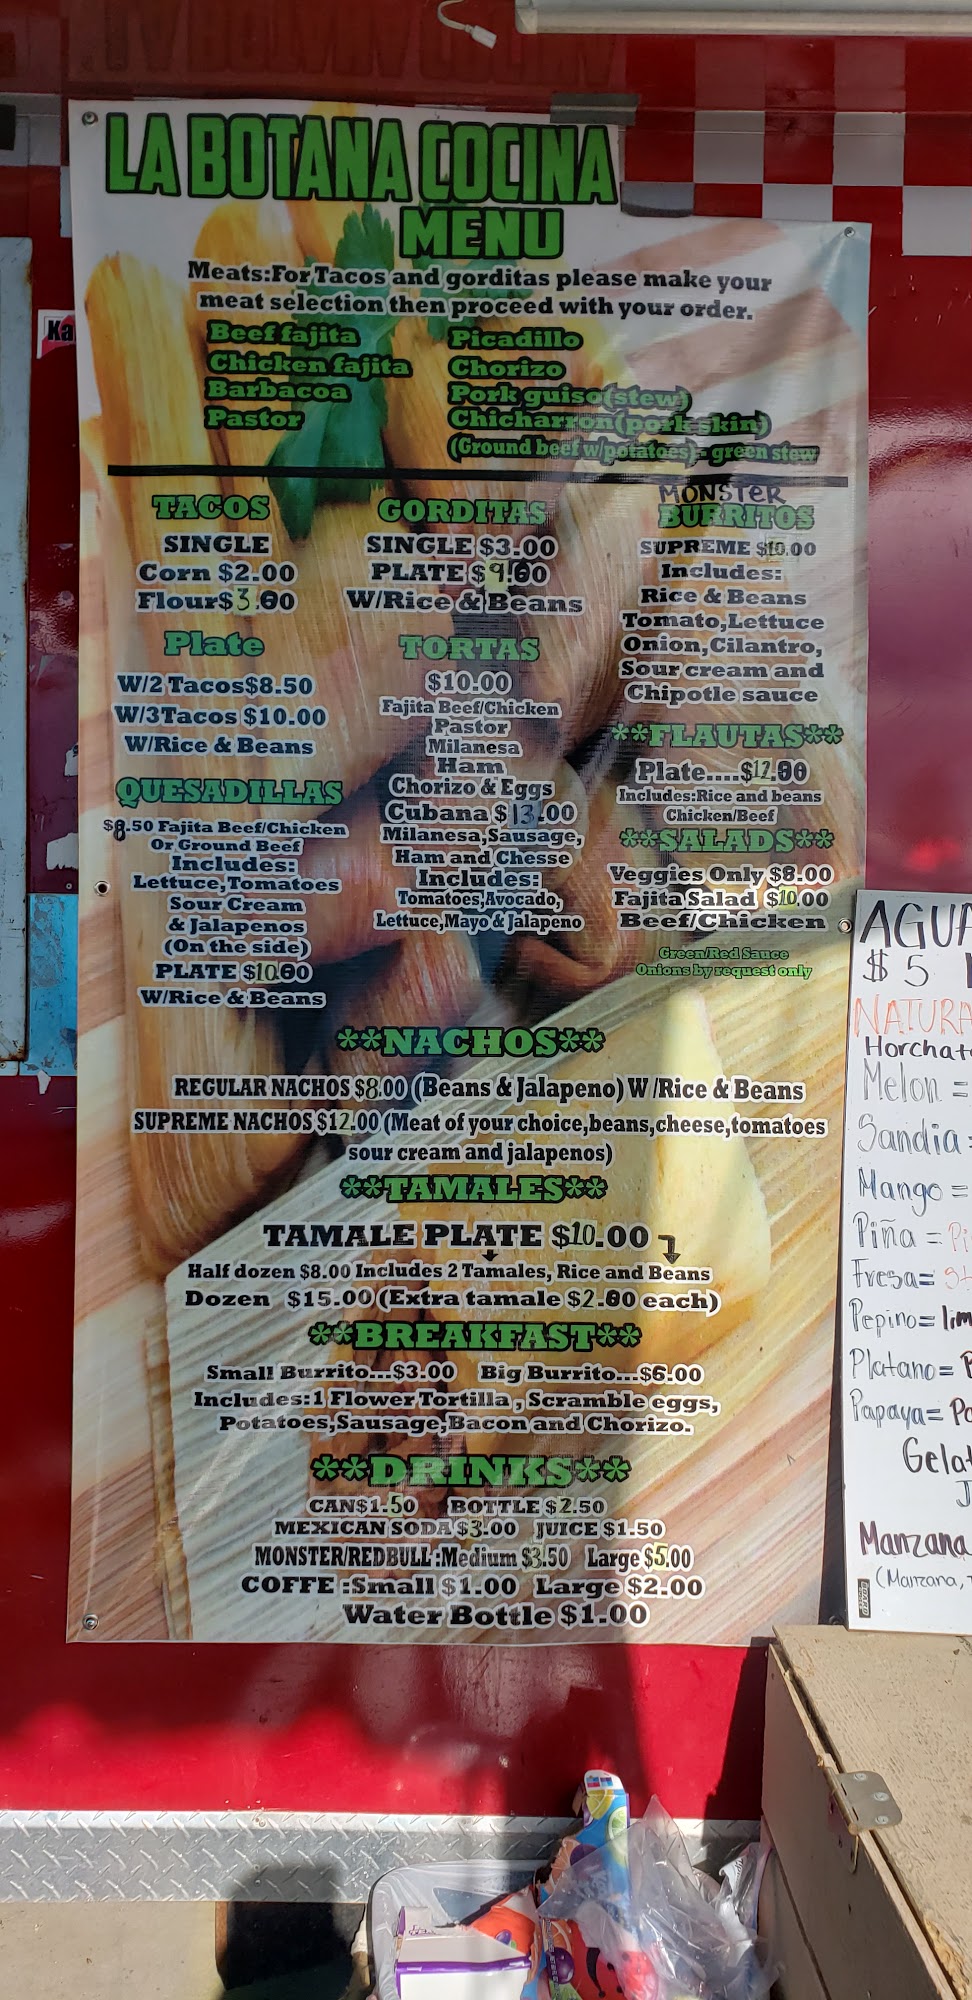 LA BOTANA COCINA
MENU
Meats:For Tacos and gorditas please make your
meat selection then proceed with your order.
Beef fajita
Chicken fajita
Barbacoa
Pastor
Picadillo
Chorizo
Pork guiso(stew)
Chicharron(pork skin)
(Ground beef w/potatoes)- green stew
TACOS
SINGLE
Corn $2.00
Flour$3.00
Plate
W/2 Tacos$8.50
W/3Tacos $10.00
W/Rice & Beans
QUESADILLAS
$8.50 Fajita Beef/Chicken
Or Ground Beef
Includes:
Lettuce,Tomatoes
Sour Cream
& Jalapenos
(On the side)
PLATE $10.00
W/Rice & Beans
GORDITAS
SINGLE $3.00
PLATE $9.00
W/Rice & Beans
TORTAS
$10.00
Fajita Beef/Chicken
Pastor
Milanesa
Ham
Chorizo & Eggs
Cubana $13.00
Milanesa,Sausage,
Ham and Chesse
Includes:
Tomatoes,Avocado,
Lettuce,Mayo & Jalapeno
MONSTER
BURRITOS
SUPREME $10.00
Includes:
Rice & Beans
Tomato,Lettuce
Onion,Cilantro,
Sour cream and
Chipotle sauce
**FLAUTAS**
Plate....$12.00
Includes:Rice and beans
Chicken/Beef
**SALADS**
Veggies Only $8.00
Fajita Salad $10.00
Beef/Chicken
Green/Red Sauce
Onions by request only
**NACHOS**
REGULAR NACHOS $8.00 (Beans & Jalapeno) W /Rice & Beans
SUPREME NACHOS $12.00 (Meat of your choice,beans,cheese,tomatoes
sour cream and jalapenos)
**TAMALES**
TAMALE PLATE $10.00
Half dozen $8.00 Includes 2 Tamales, Rice and Beans
Dozen $15.00 (Extra tamale $2.00 each)
**BREAKFAST**
Small Burrito...$3.00 Big Burrito...$6.00
Includes:1 Flower Tortilla , Scramble eggs,
Potatoes,Sausage,Bacon and Chorizo.
**DRINKS**
CAN$1.50 BOTTLE $2.50
MEXICAN SODA $3.00 JUICE $1.50
MONSTER/REDBULL :Medium $3.50 Large $5.00
COFFE :Small $1.00 Large $2.00
Water Bottle $1.00
Ka
AGUA
$ 5
NATURA
Horchata
Melon =
Sandia =
Mango =
Piña = Pi
Fresa= St
Pepino= lim
Platano= P
Papaya= Pa
Gelat
J
Manzana
(Manzana,